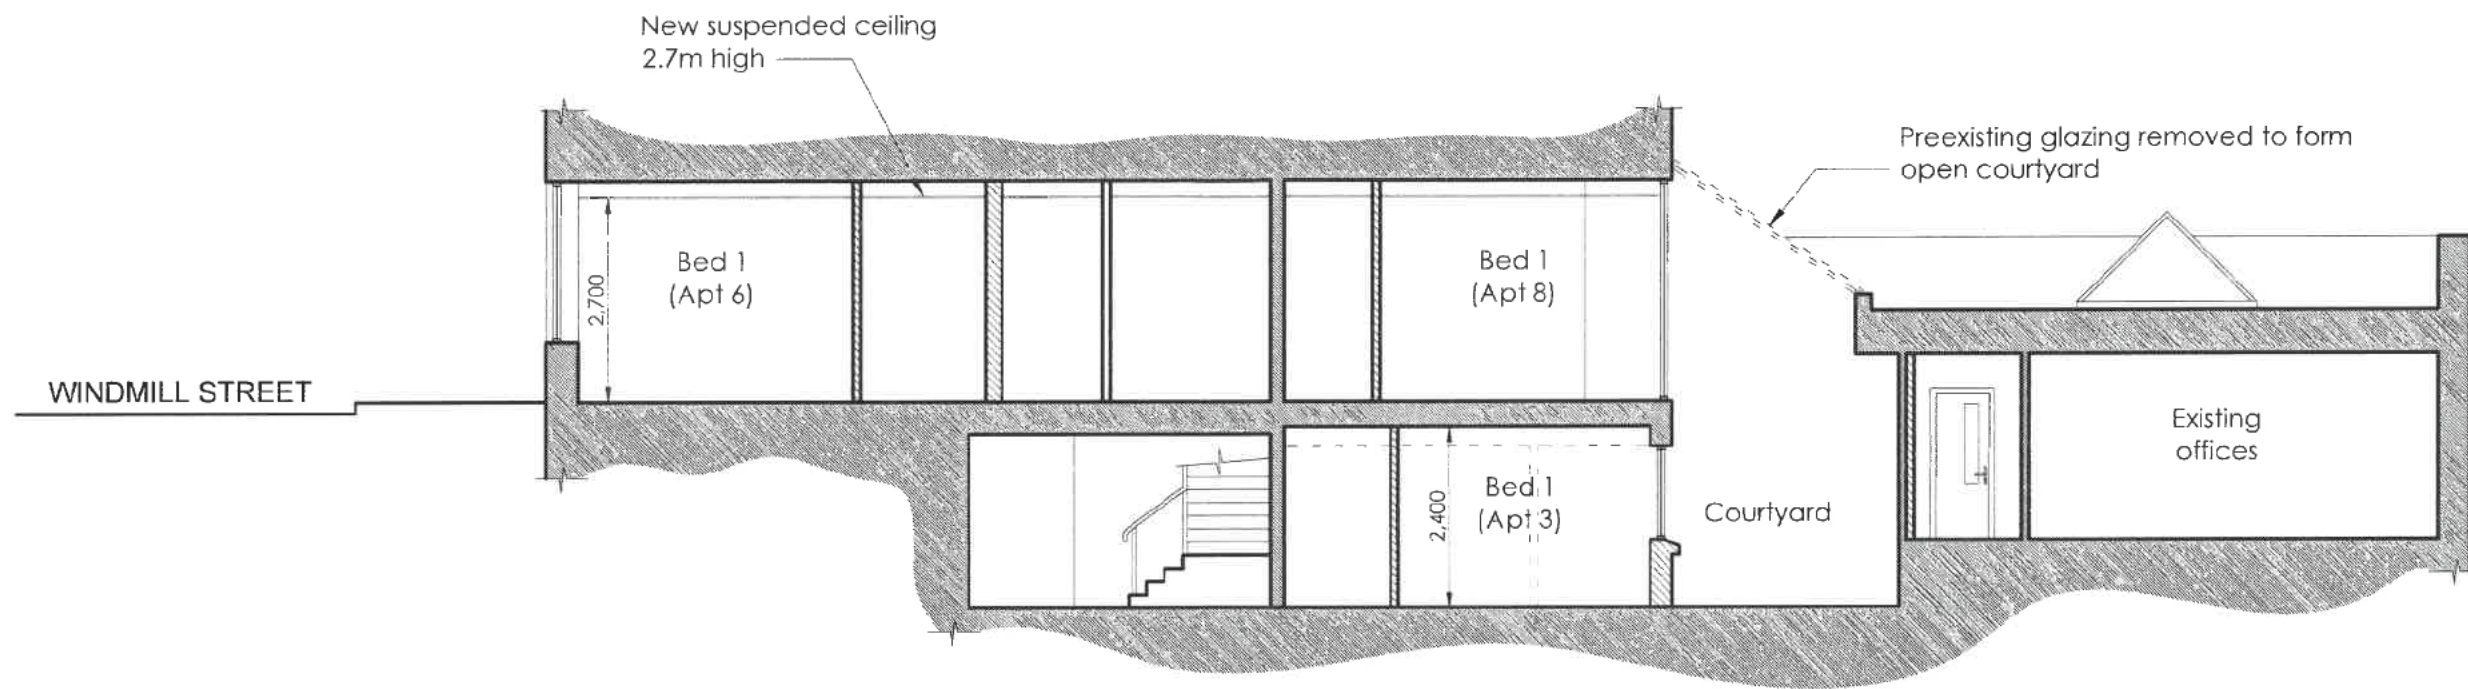 New suspended ceiling
2.7m high
Preexisting glazing removed to form
open courtyard
Bed 1
(Apt 6)
2,700
Bed 1
(Apt 8)
WINDMILL STREET
Existing
offices
Bed 1
(Apt 3)
2,400
Courtyard